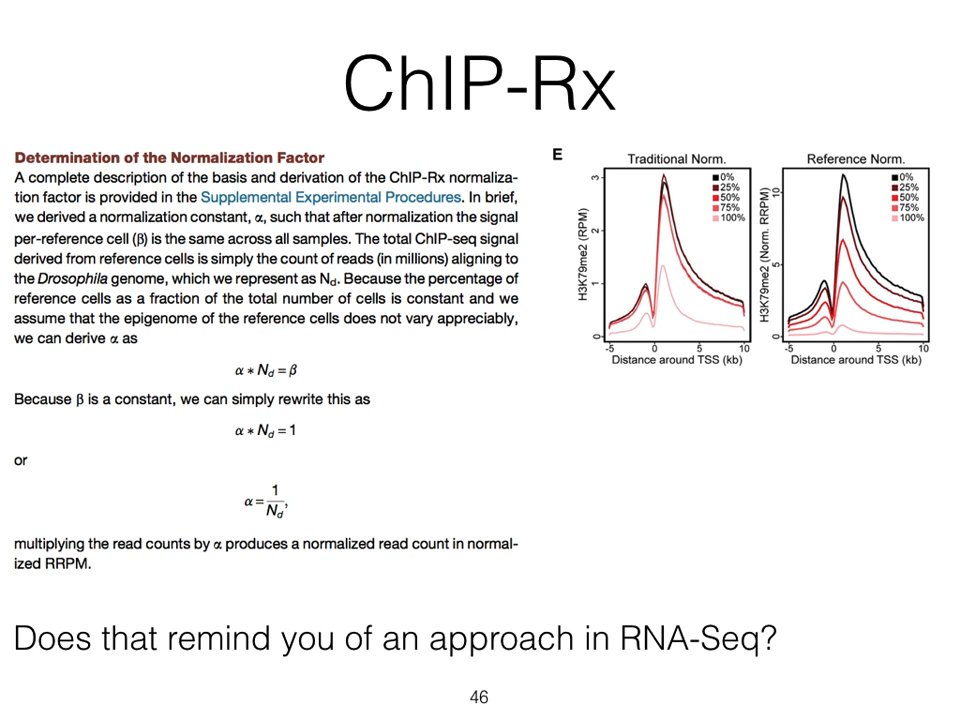 ChIP-Rx
Determination of the Normalization Factor
A complete description of the basis and derivation of the ChIP-Rx normaliza-
tion factor is provided in the Supplemental Experimental Procedures. In brief,
we derived a normalization constant, α, such that after normalization the signal
per-reference cell (β) is the same across all samples. The total ChIP-seq signal
derived from reference cells is simply the count of reads (in millions) aligning to
the Drosophila genome, which we represent as Nd. Because the percentage of
reference cells as a fraction of the total number of cells is constant and we
assume that the epigenome of the reference cells does not vary appreciably,
we can derive α as
α * Nd = β
Because β is a constant, we can simply rewrite this as
α * Nd = 1
or
α = 1/Nd,
multiplying the read counts by α produces a normalized read count in normal-
ized RRPM.
E
Traditional Norm.
H3K79me2 (RPM)
3
2
1
0
0%
25%
50%
75%
100%
-5 0 5 10
Distance around TSS (kb)
Reference Norm.
H3K79me2 (Norm. RRPM)
10
5
0
0%
25%
50%
75%
100%
-5 0 5 10
Distance around TSS (kb)
Does that remind you of an approach in RNA-Seq?
46